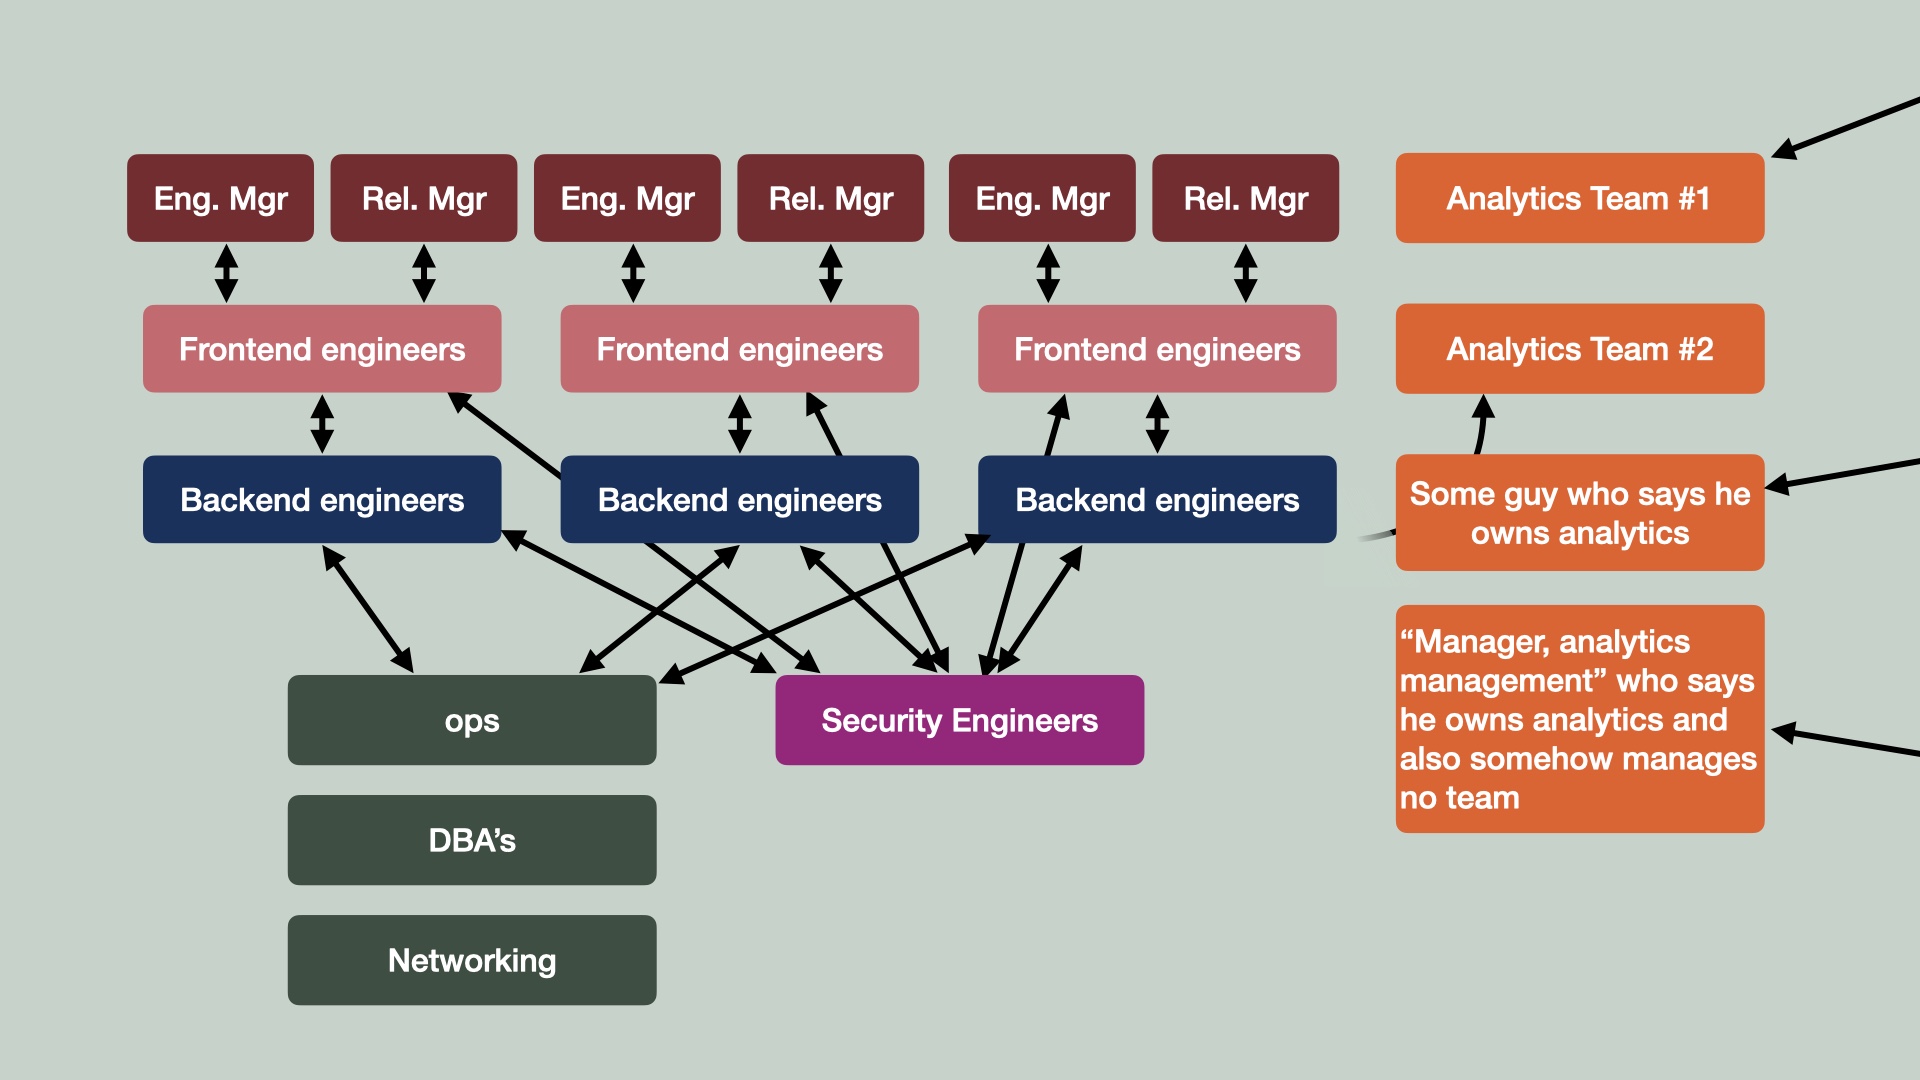 Eng. Mgr
Rel. Mgr
Eng. Mgr
Rel. Mgr
Eng. Mgr
Rel. Mgr
Analytics Team #1
Frontend engineers
Frontend engineers
Frontend engineers
Analytics Team #2
Backend engineers
Backend engineers
Backend engineers
Some guy who says he
owns analytics
“Manager, analytics
management” who says
he owns analytics and
also somehow manages
no team
ops
Security Engineers
DBA’s
Networking